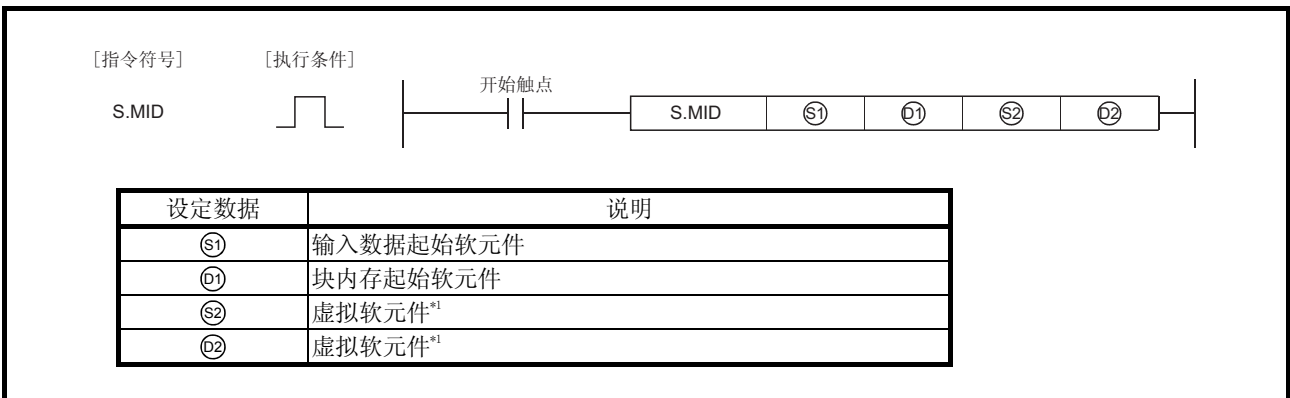 [指令符号] [执行条件]
开始触点
S.MID S.MID S1 D1 S2 D2
设定数据 说明
S1 输入数据起始软元件
D1 块内存起始软元件
S2 虚拟软元件*1
D2 虚拟软元件*1